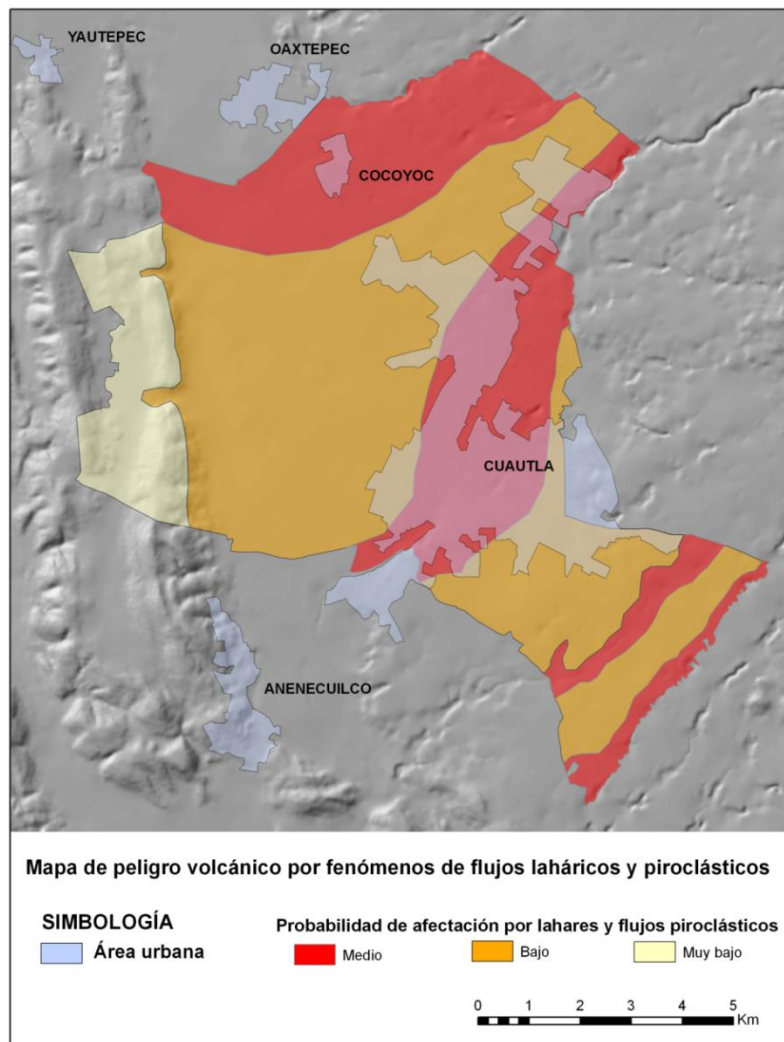 YAUTEPEC
OAXTEPEC
COCOYOC
CUAUTLA
ANENECUILCO
Mapa de peligro volcánico por fenómenos de flujos laháricos y piroclásticos
SIMBOLOGÍA
Probabilidad de afectación por lahares y flujos piroclásticos
Área urbana
Medio
Bajo
Muy bajo
0 1 2 3 4 5
Km